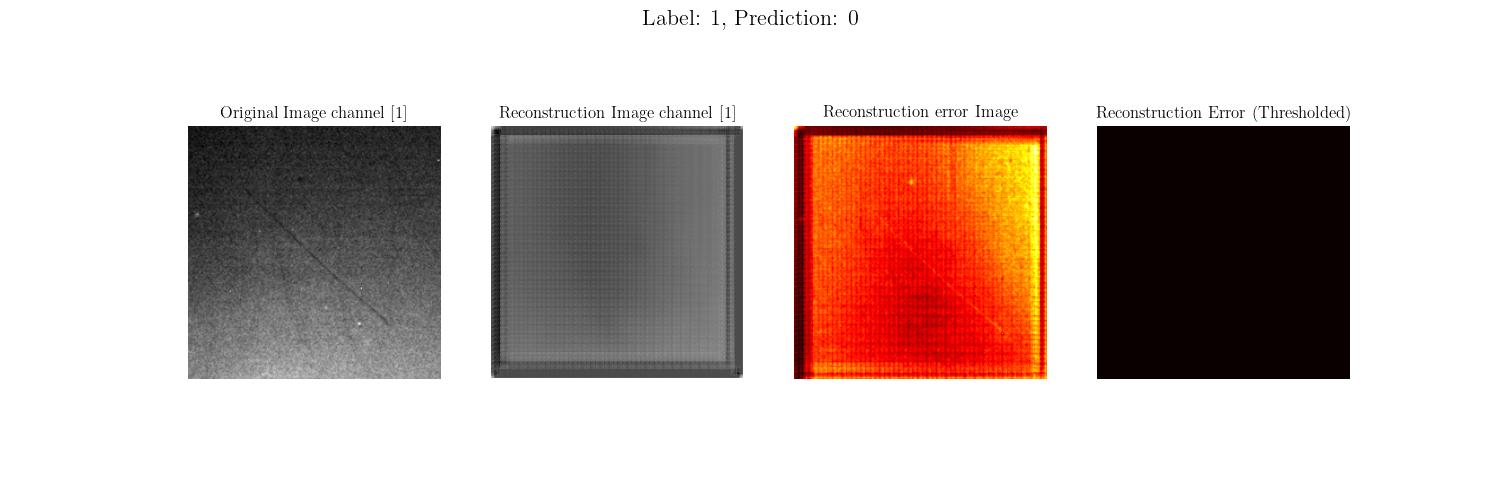 Label: 1, Prediction: 0
Original Image channel [1]
Reconstruction Image channel [1]
Reconstruction error Image
Reconstruction Error (Thresholded)